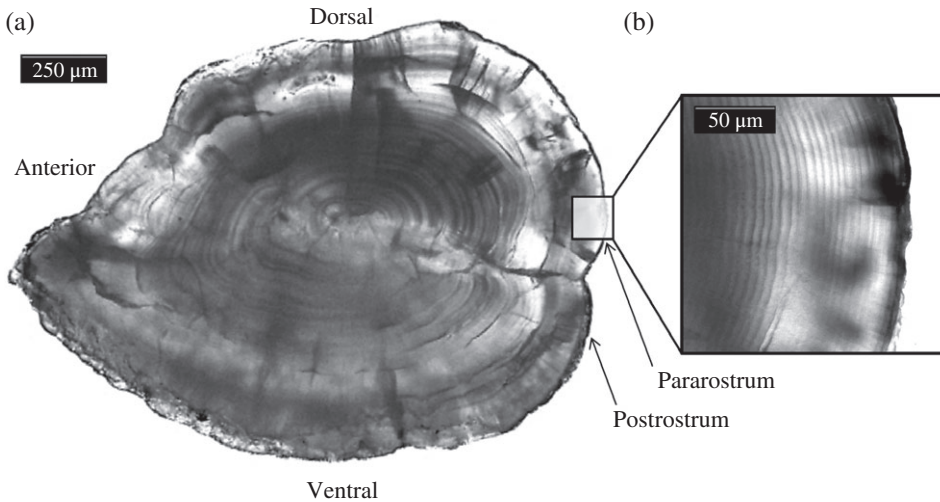 (a)
Dorsal
(b)
250 μm
50 μm
Anterior
Pararostrum
Postrostrum
Ventral